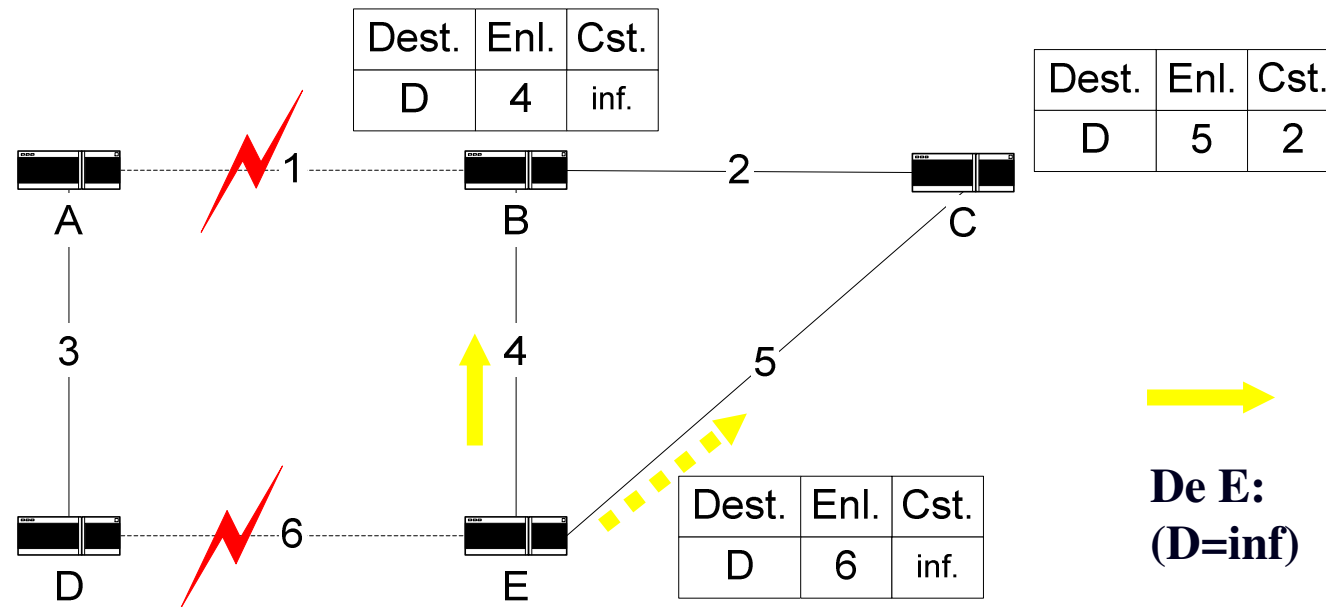 Dest. Enl. Cst.
D 4 inf.
Dest. Enl. Cst.
D 5 2
1
2
A
B
C
3
4
5
6
D
E
Dest. Enl. Cst.
D 6 inf.
De E:
(D=inf)